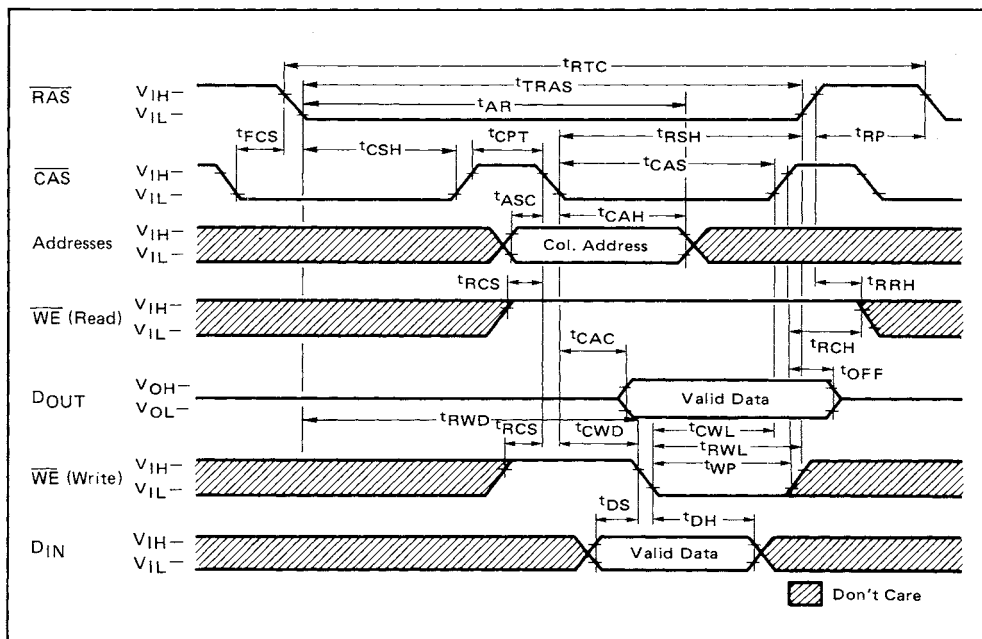 tRTC
tTRAS
RAS VIH–
VIL–
tAR
tFCS tCSH tCPT tRSH tRP
tCAS
CAS VIH–
VIL–
tASC tCAH
Addresses VIH–
VIL–
Col. Address
tRCS tRRH
WE (Read) VIH–
VIL–
tCAC tRCH
tOFF
DOUT VOH–
VOL–
Valid Data
tRWD tRCS tCWD tCWL
tRWL
WE (Write) VIH–
VIL–
tWP
tDS tDH
DIN VIH–
VIL–
Valid Data
Don't Care